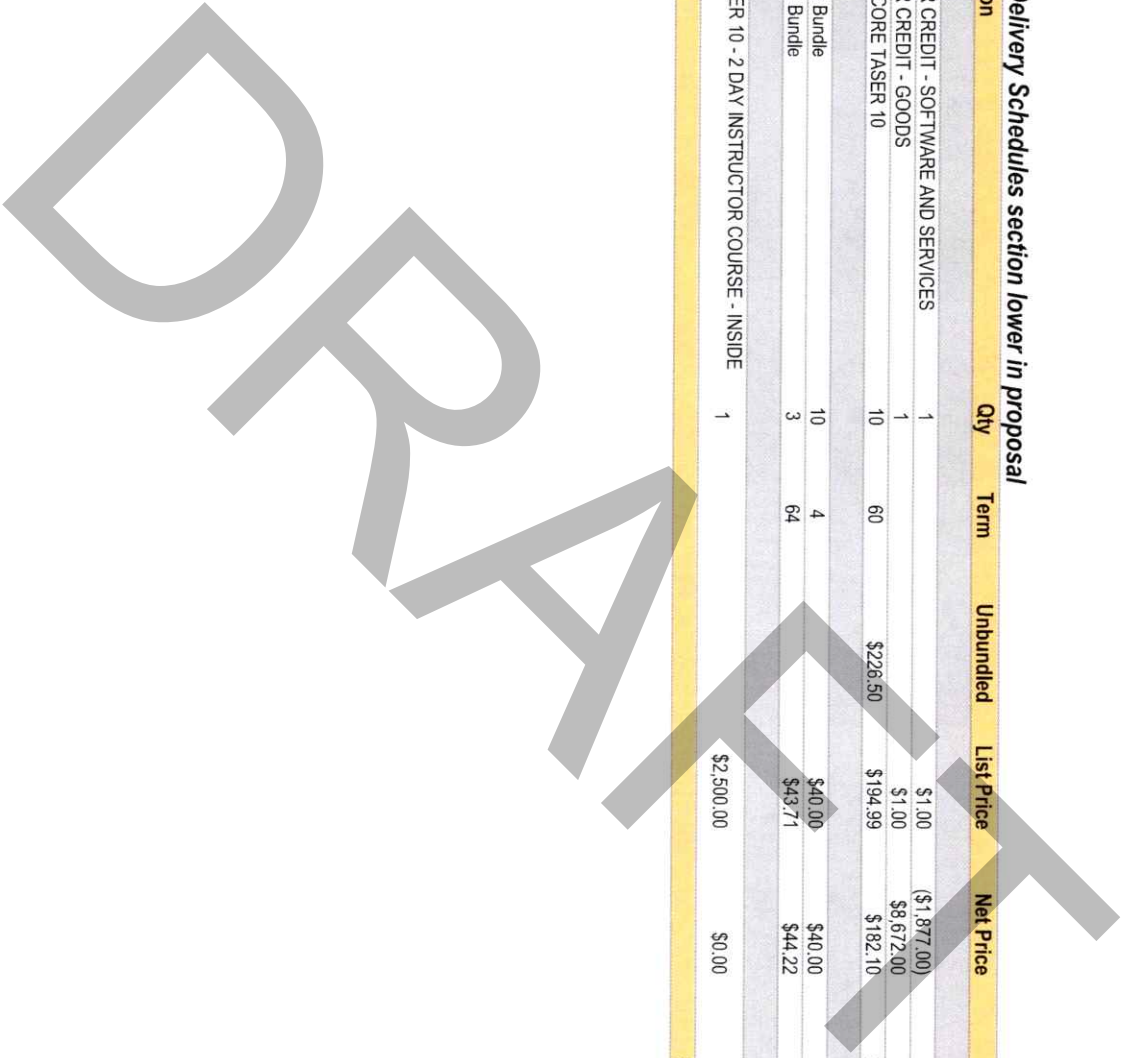 elivery Schedules section lower in proposal
on Qty Term Unbundled List Price Net Price
R CREDIT - SOFTWARE AND SERVICES 1 $1.00 ($1,877.00)
R CREDIT - GOODS 1 $1.00 $8,672.00
CORE TASER 10 10 60 $226.50 $194.99 $182.10
Bundle 10 4 $40.00 $40.00
Bundle 3 64 $43.71 $44.22
ER 10 - 2 DAY INSTRUCTOR COURSE - INSIDE 1 $2,500.00 $0.00
DRAFT